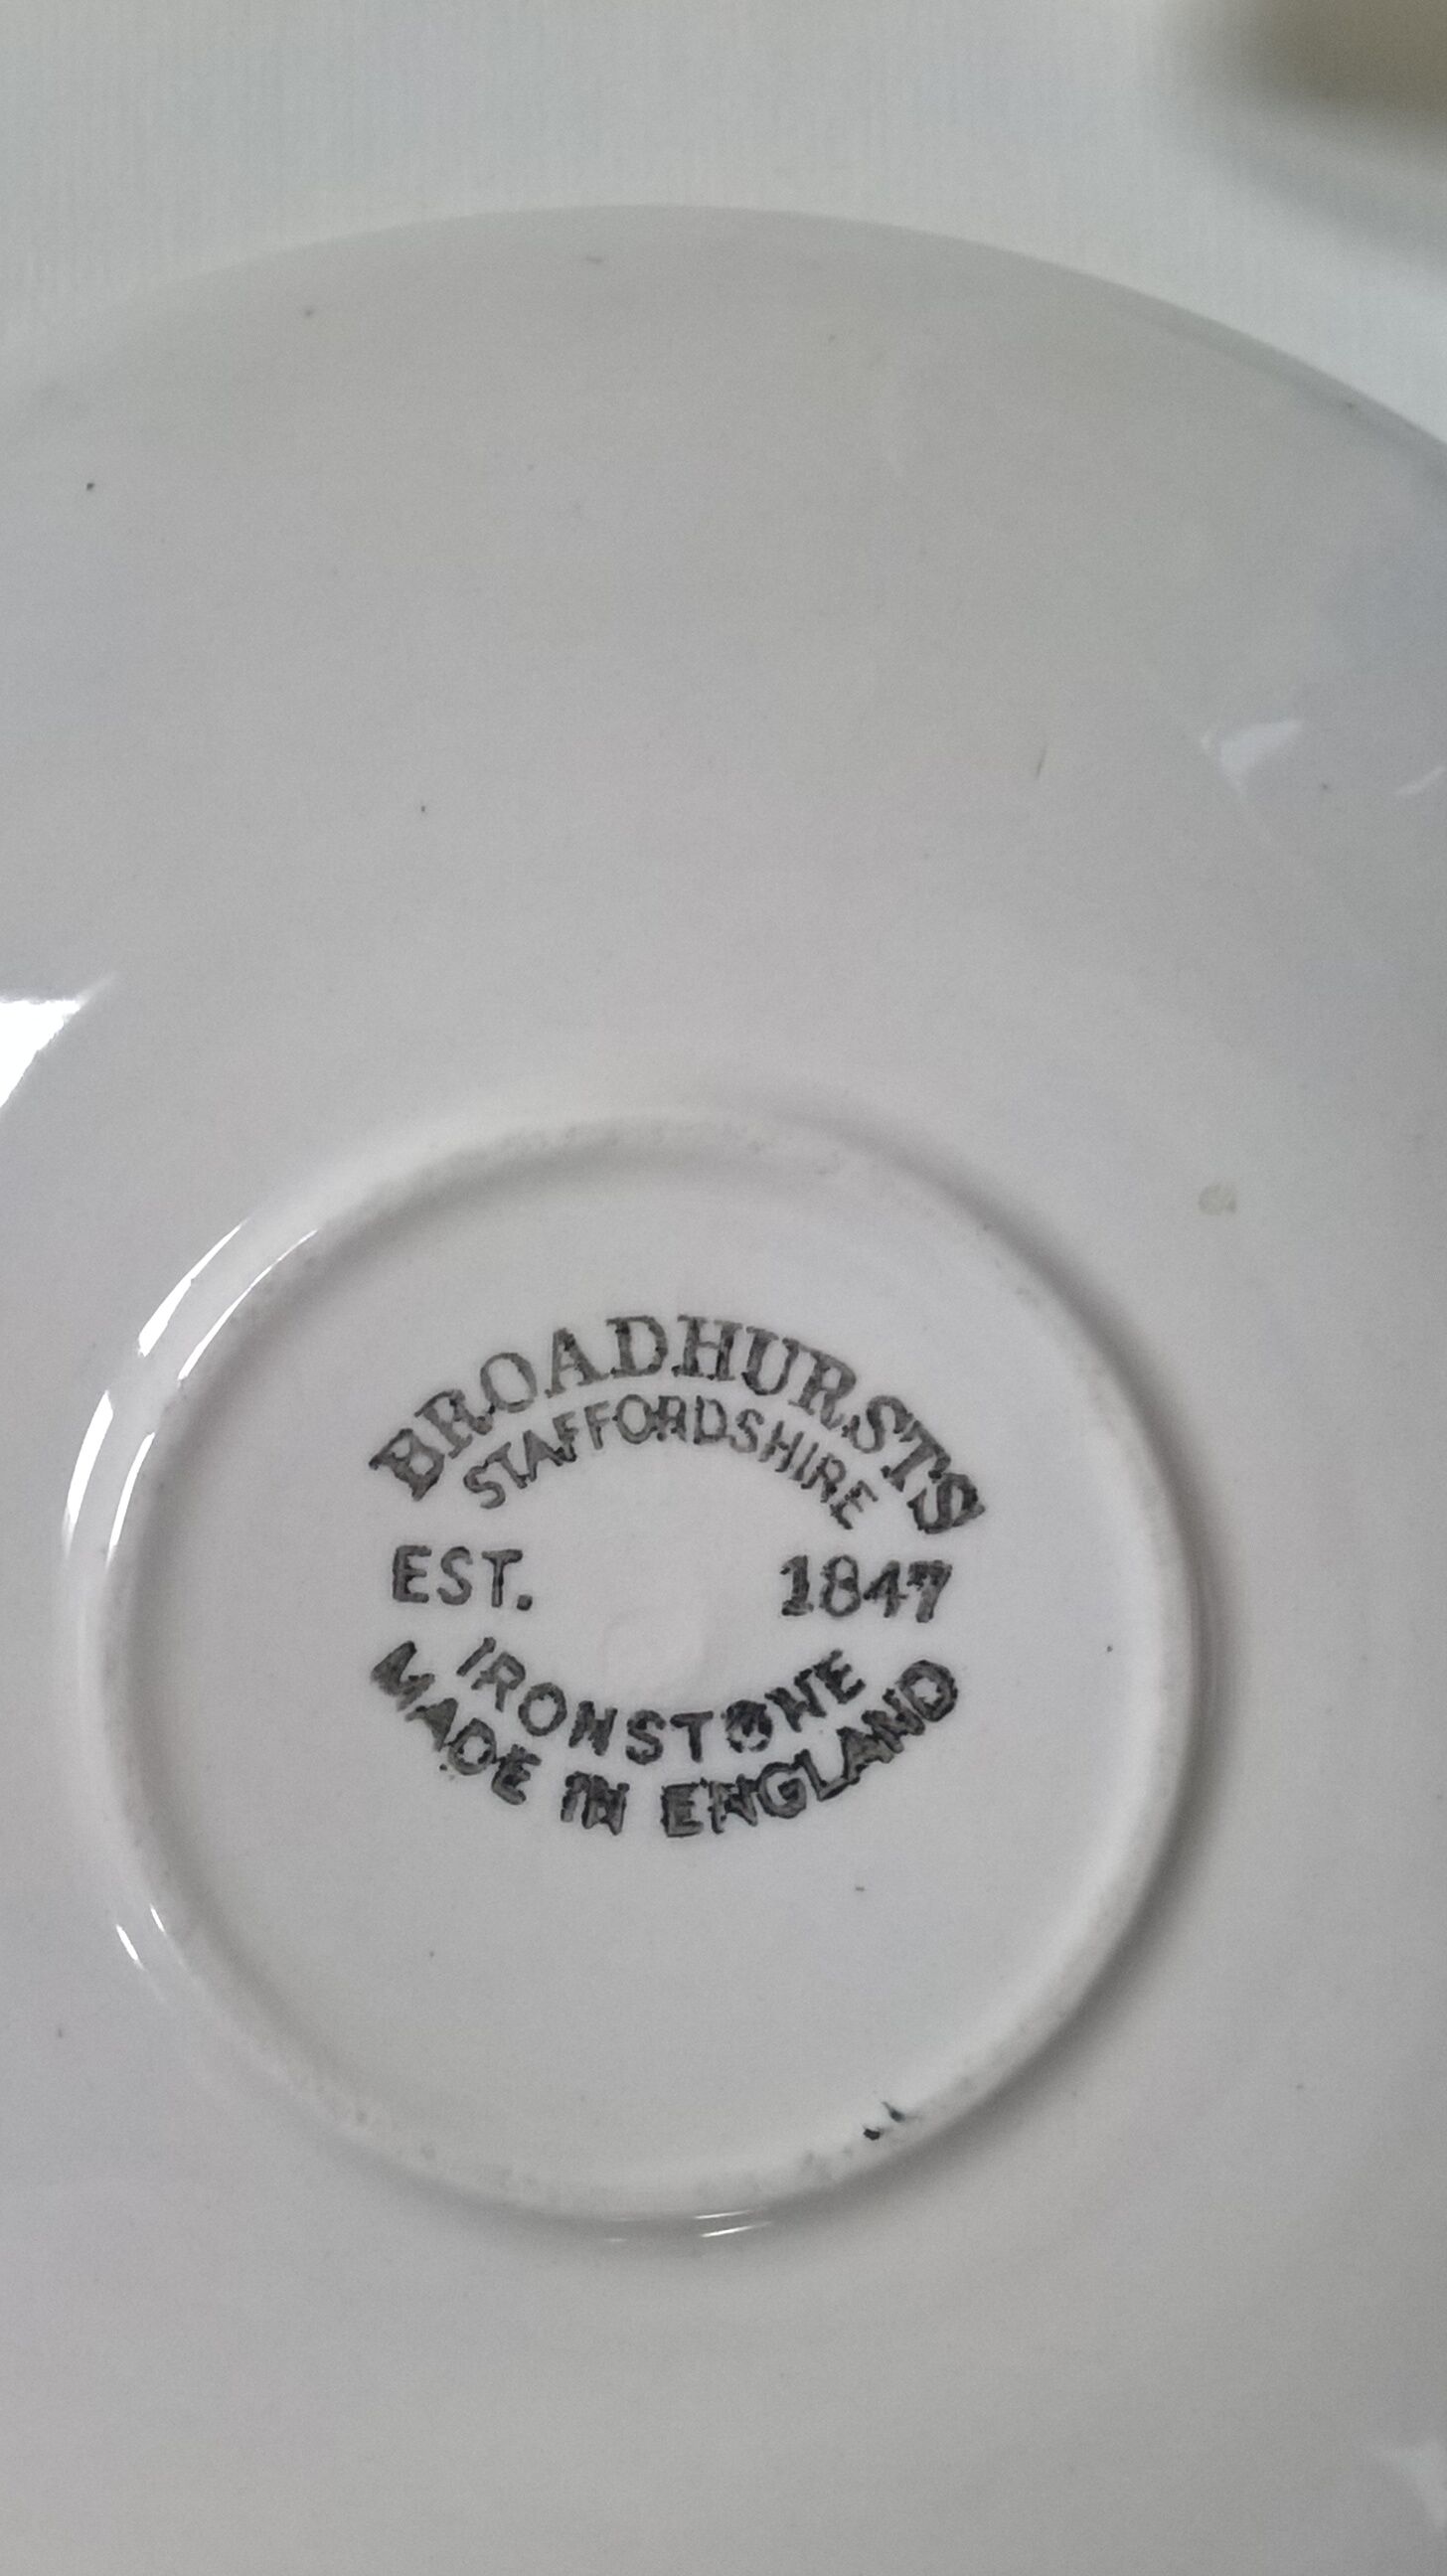 BROADHURSTS
STAFFORDSHIRE
EST. 1847
IRONSTONE
MADE IN ENGLAND